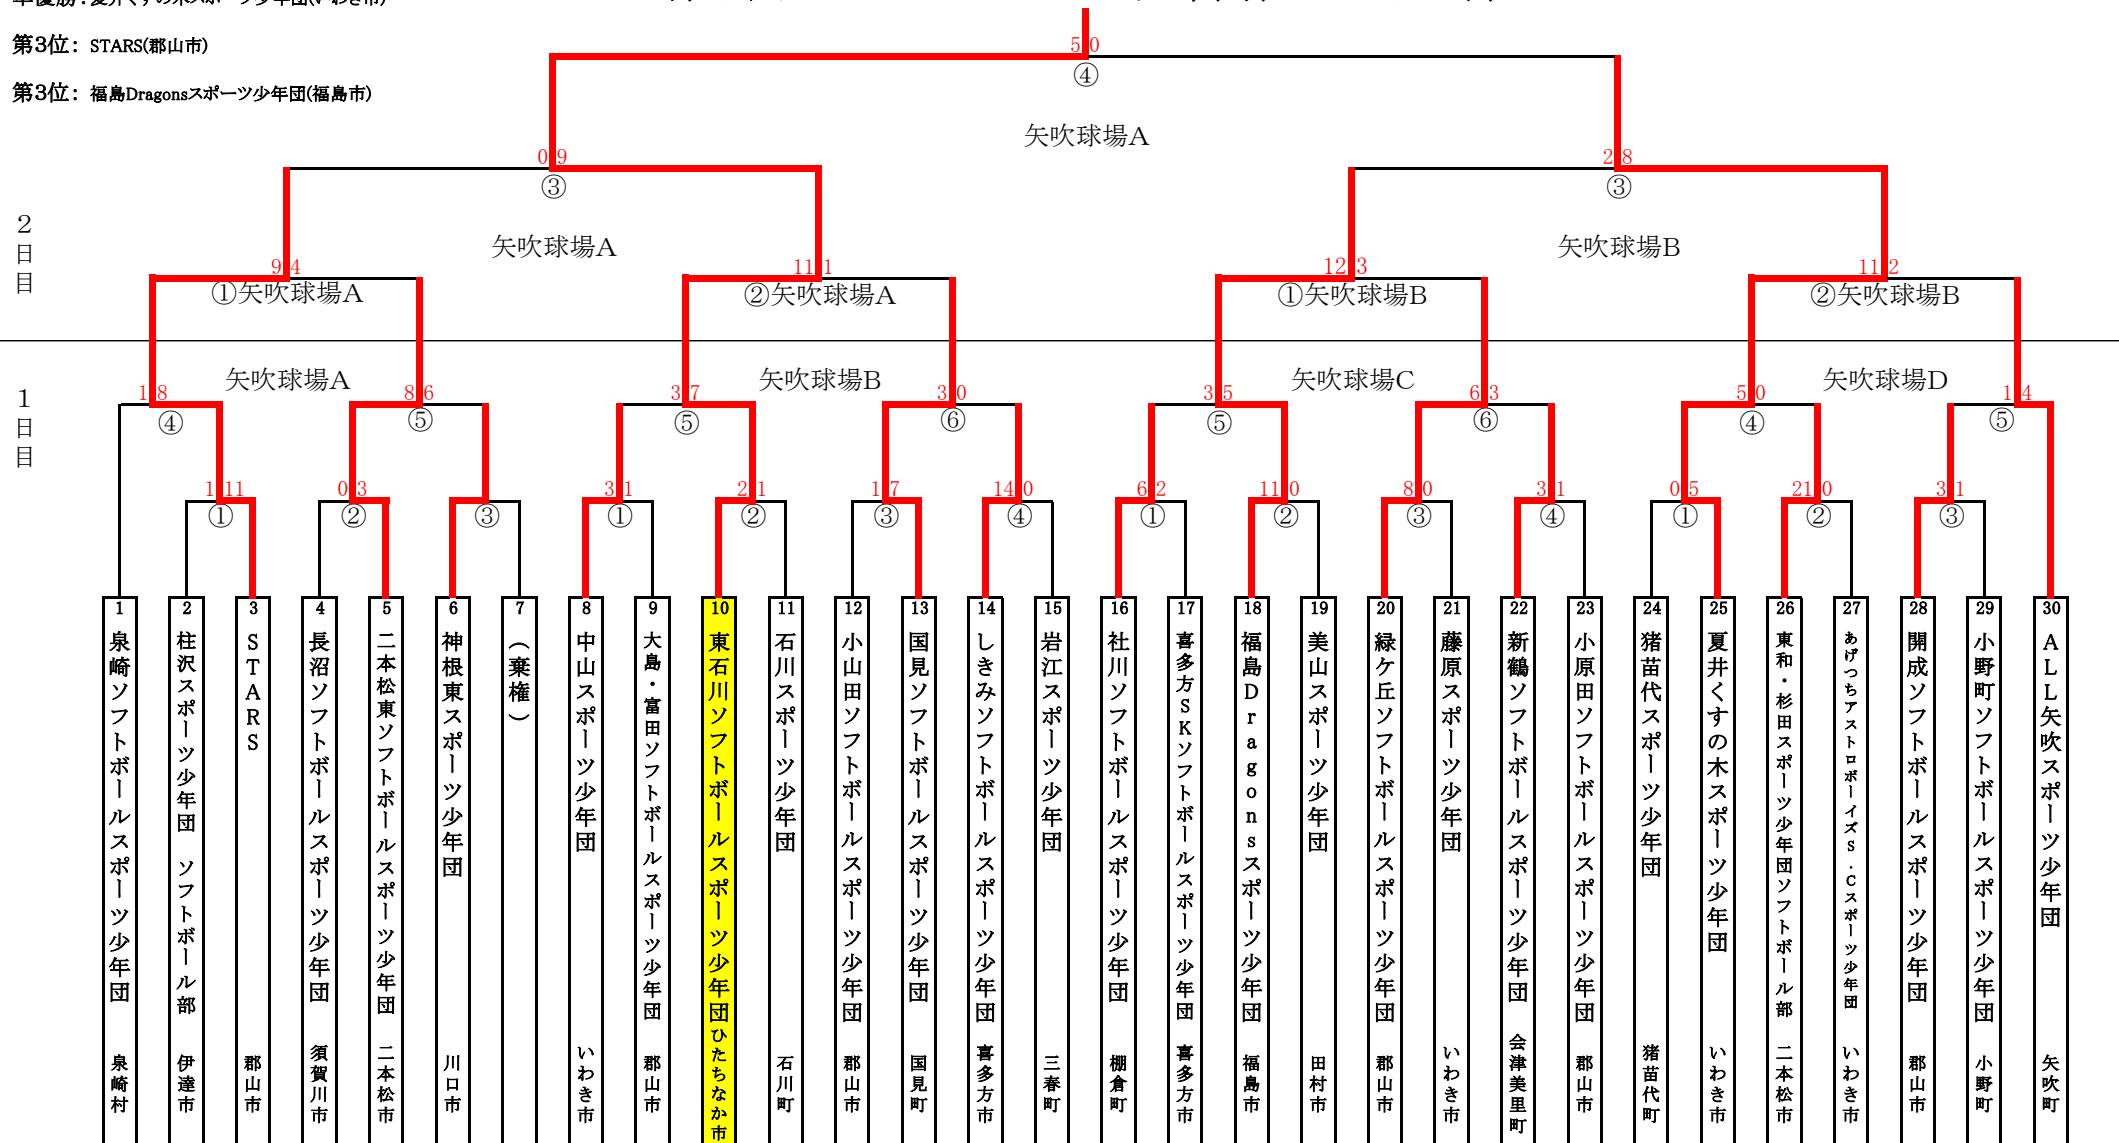 第3位: STARS(郡山市)
第3位: 福島Dragonsスポーツ少年団(福島市)
5 0
④
矢吹球場A
0 9
③
2 8
③
2日目
矢吹球場A
矢吹球場B
9 4
①矢吹球場A
11 1
②矢吹球場A
12 3
①矢吹球場B
11 2
②矢吹球場B
1日目
矢吹球場A
矢吹球場B
矢吹球場C
矢吹球場D
1 8
④
8 6
⑤
3 7
⑤
3 0
⑥
3 5
⑤
6 3
⑥
5 0
④
1 4
⑤
1 11
①
0 3
②
③
3 1
①
2 1
②
1 7
③
14 0
④
6 2
①
11 0
②
8 0
③
3 1
④
0 5
①
21 0
②
3 1
③
1 泉崎ソフトボールスポーツ少年団 泉崎村
2 柱沢スポーツ少年団 ソフトボール部 伊達市
3 STARS 郡山市
4 長沼ソフトボールスポーツ少年団 須賀川市
5 二本松東ソフトボールスポーツ少年団 二本松市
6 神根東スポーツ少年団 川口市
7 (棄権)
8 中山スポーツ少年団 いわき市
9 大島・富田ソフトボールスポーツ少年団 郡山市
10 東石川ソフトボールスポーツ少年団 ひたちなか市
11 石川スポーツ少年団 石川町
12 小山田ソフトボールスポーツ少年団 郡山市
13 国見ソフトボールスポーツ少年団 国見町
14 しきみソフトボールスポーツ少年団 喜多方市
15 岩江スポーツ少年団 三春町
16 社川ソフトボールスポーツ少年団 棚倉町
17 喜多方SKソフトボールスポーツ少年団 喜多方市
18 福島Dragonsスポーツ少年団 福島市
19 美山スポーツ少年団 田村市
20 緑ケ丘ソフトボールスポーツ少年団 郡山市
21 藤原スポーツ少年団 いわき市
22 新鶴ソフトボールスポーツ少年団 会津美里町
23 小原田ソフトボールスポーツ少年団 郡山市
24 猪苗代スポーツ少年団 猪苗代町
25 夏井くすの木スポーツ少年団 いわき市
26 東和・杉田スポーツ少年団ソフトボール部 二本松市
27 あげつちアストロボーイズS.Cスポーツ少年団 いわき市
28 開成ソフトボールスポーツ少年団 郡山市
29 小野町ソフトボールスポーツ少年団 小野町
30 ALL矢吹スポーツ少年団 矢吹町